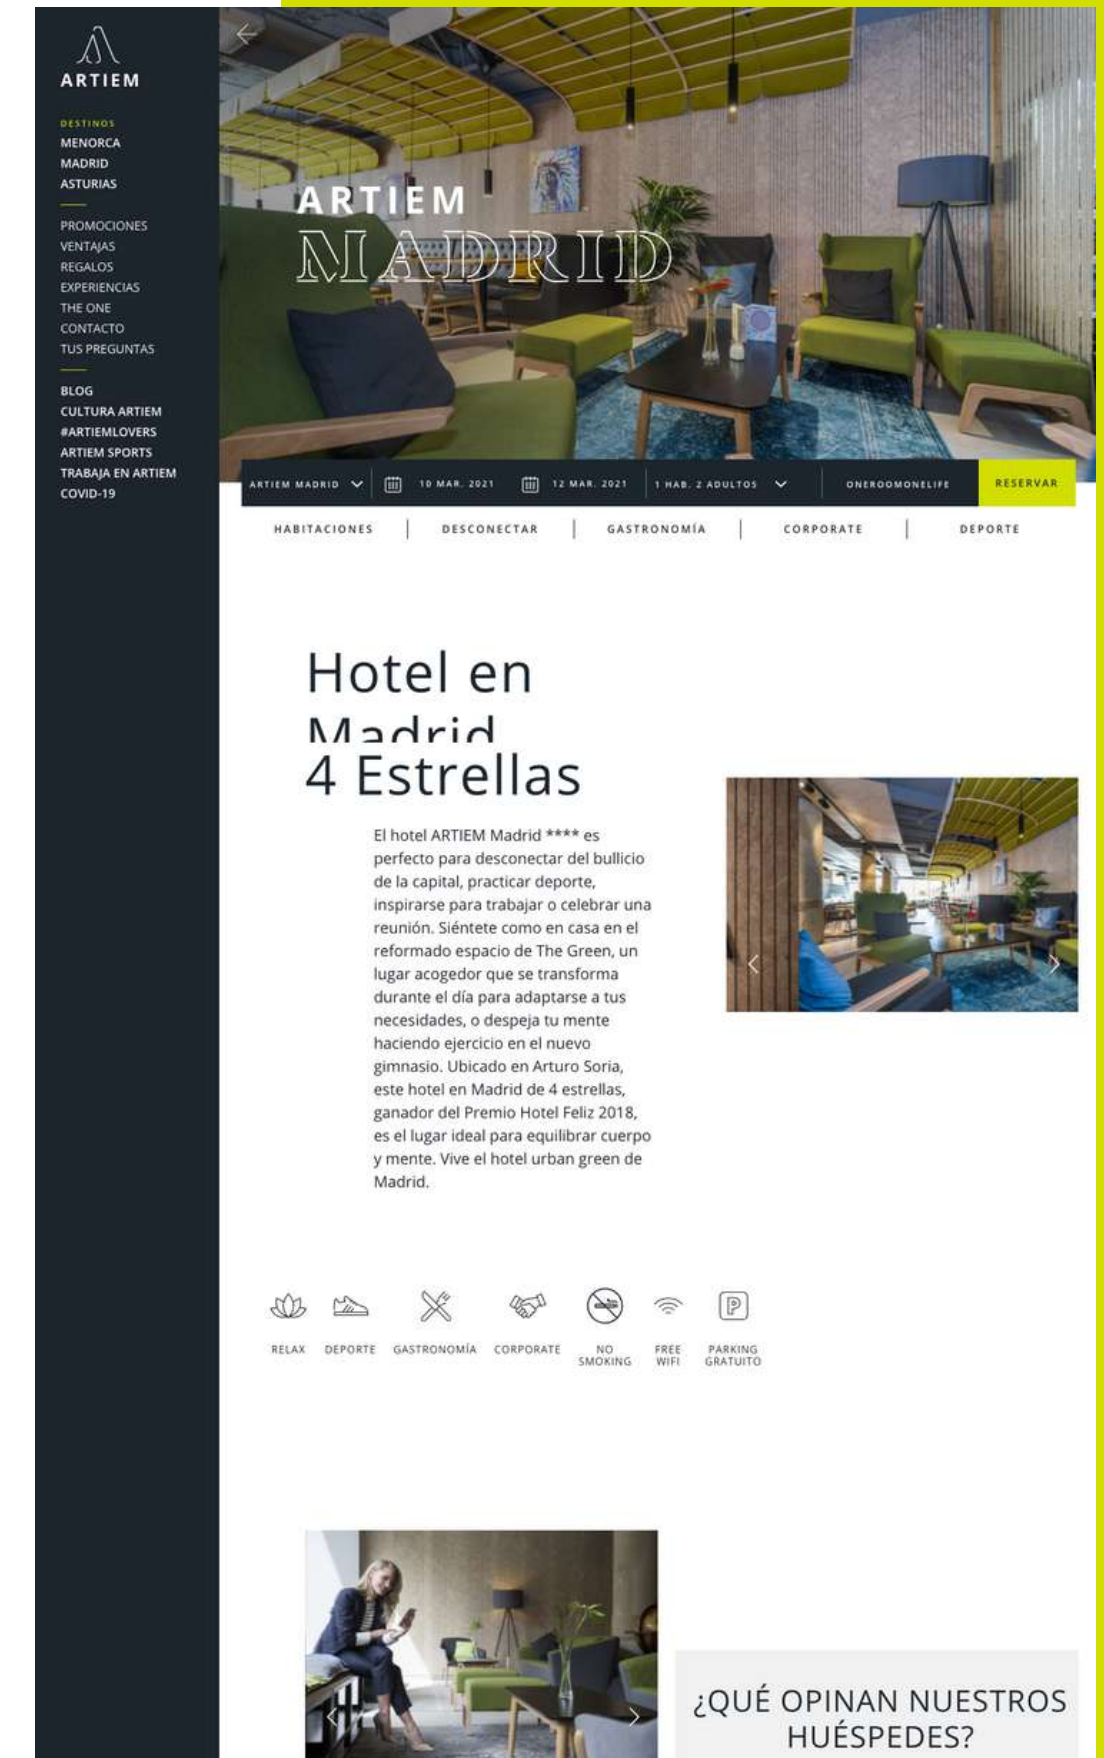 ARTIEM
DESTINOS
MENORCA
MADRID
ASTURIAS
PROMOCIONES
VENTAJAS
REGALOS
EXPERIENCIAS
THE ONE
CONTACTO
TUS PREGUNTAS
BLOG
CULTURA ARTIEM
#ARTIEMLOVERS
ARTIEM SPORTS
TRABAJA EN ARTIEM
COVID-19
ARTIEM
MADRID
ARTIEM MADRID 10 MAR. 2021 12 MAR. 2021 1 HAB. 2 ADULTOS ONEROOMONELIFE RESERVAR
HABITACIONES DESCONECTAR GASTRONOMÍA CORPORATE DEPORTE
Hotel en
Madrid
4 Estrellas
El hotel ARTIEM Madrid **** es
perfecto para desconectar del bullicio
de la capital, practicar deporte,
inspirarse para trabajar o celebrar una
reunión. Siéntete como en casa en el
reformado espacio de The Green, un
lugar acogedor que se transforma
durante el día para adaptarse a tus
necesidades, o despeja tu mente
haciendo ejercicio en el nuevo
gimnasio. Ubicado en Arturo Soria,
este hotel en Madrid de 4 estrellas,
ganador del Premio Hotel Feliz 2018,
es el lugar ideal para equilibrar cuerpo
y mente. Vive el hotel urban green de
Madrid.
P
RELAX DEPORTE GASTRONOMÍA CORPORATE NO SMOKING FREE WIFI PARKING GRATUITO
¿QUÉ OPINAN NUESTROS
HUÉSPEDES?